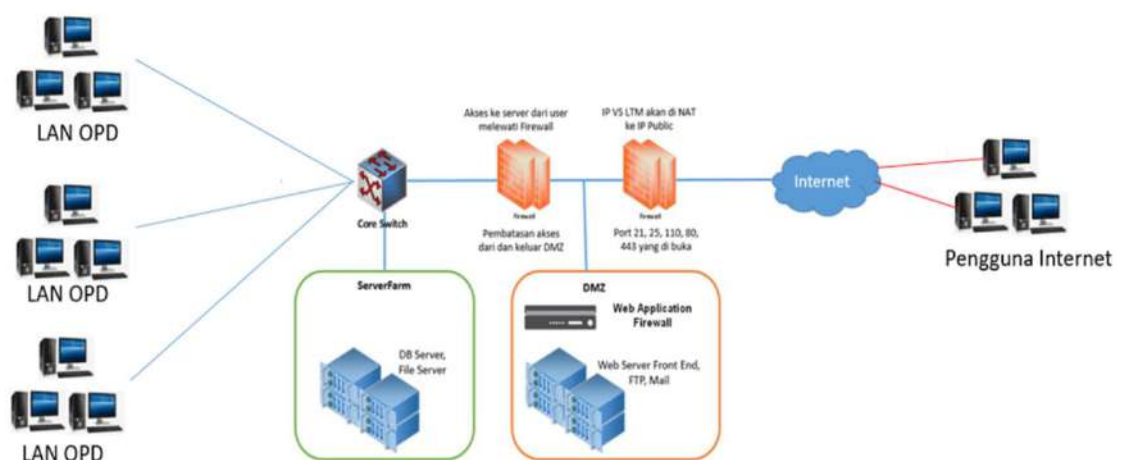 LAN OPD
LAN OPD
LAN OPD
Core Switch
Akses ke server dari user
melewati Firewall
firewall
Pembatasan akses
dari dan keluar DMZ
IP VS LTM akan di NAT
ke IP Public
firewall
Port 21, 25, 110, 80,
443 yang di buka
Internet
Pengguna Internet
ServerFarm
DB Server,
File Server
DMZ
Web Application
Firewall
Web Server Front End,
FTP, Mail